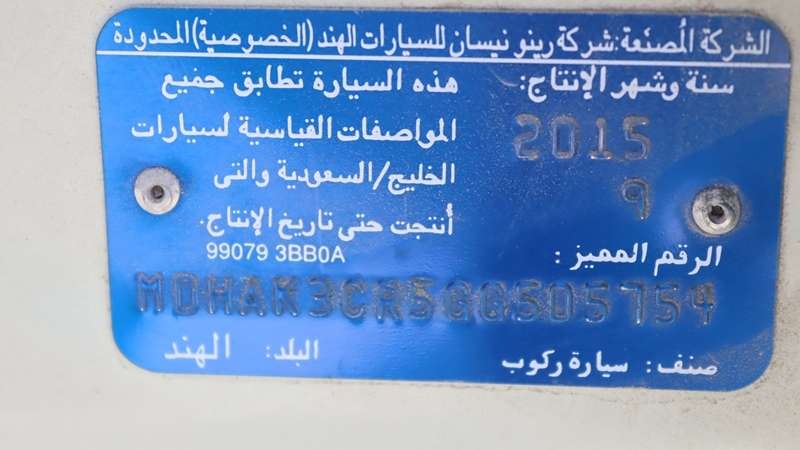 الشركة المُصنّعة: شركة رينو نيسان للسيارات الهند (الخصوصية) المحدودة
سنة وشهر الإنتاج:
2015
9
هذه السيارة تطابق جميع
المواصفات القياسية لسيارات
الخليج/السعودية والتى
أنتجت حتى تاريخ الإنتاج.
99079 3BB0A
الرقم المميز :
صنف : سيارة ركوب
البلد: الهند